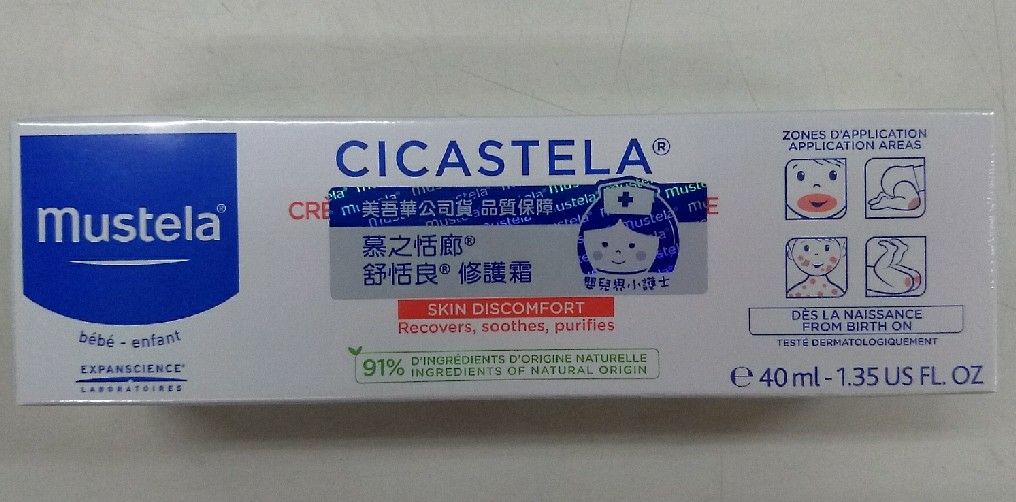 mustela®
bébé - enfant
EXPANSCIENCE®
LABORATOIRES
CICASTELA®
CRÈ
E
美吾華公司貨 品質保障
慕之恬廊®
舒恬良® 修護霜
嬰兒與小護士
SKIN DISCOMFORT
Recovers, soothes, purifies
91% D'INGRÉDIENTS D'ORIGINE NATURELLE
INGREDIENTS OF NATURAL ORIGIN
ZONES D'APPLICATION
APPLICATION AREAS
DÈS LA NAISSANCE
FROM BIRTH ON
TESTÉ DERMATOLOGIQUEMENT
℮ 40 ml - 1.35 US FL. OZ